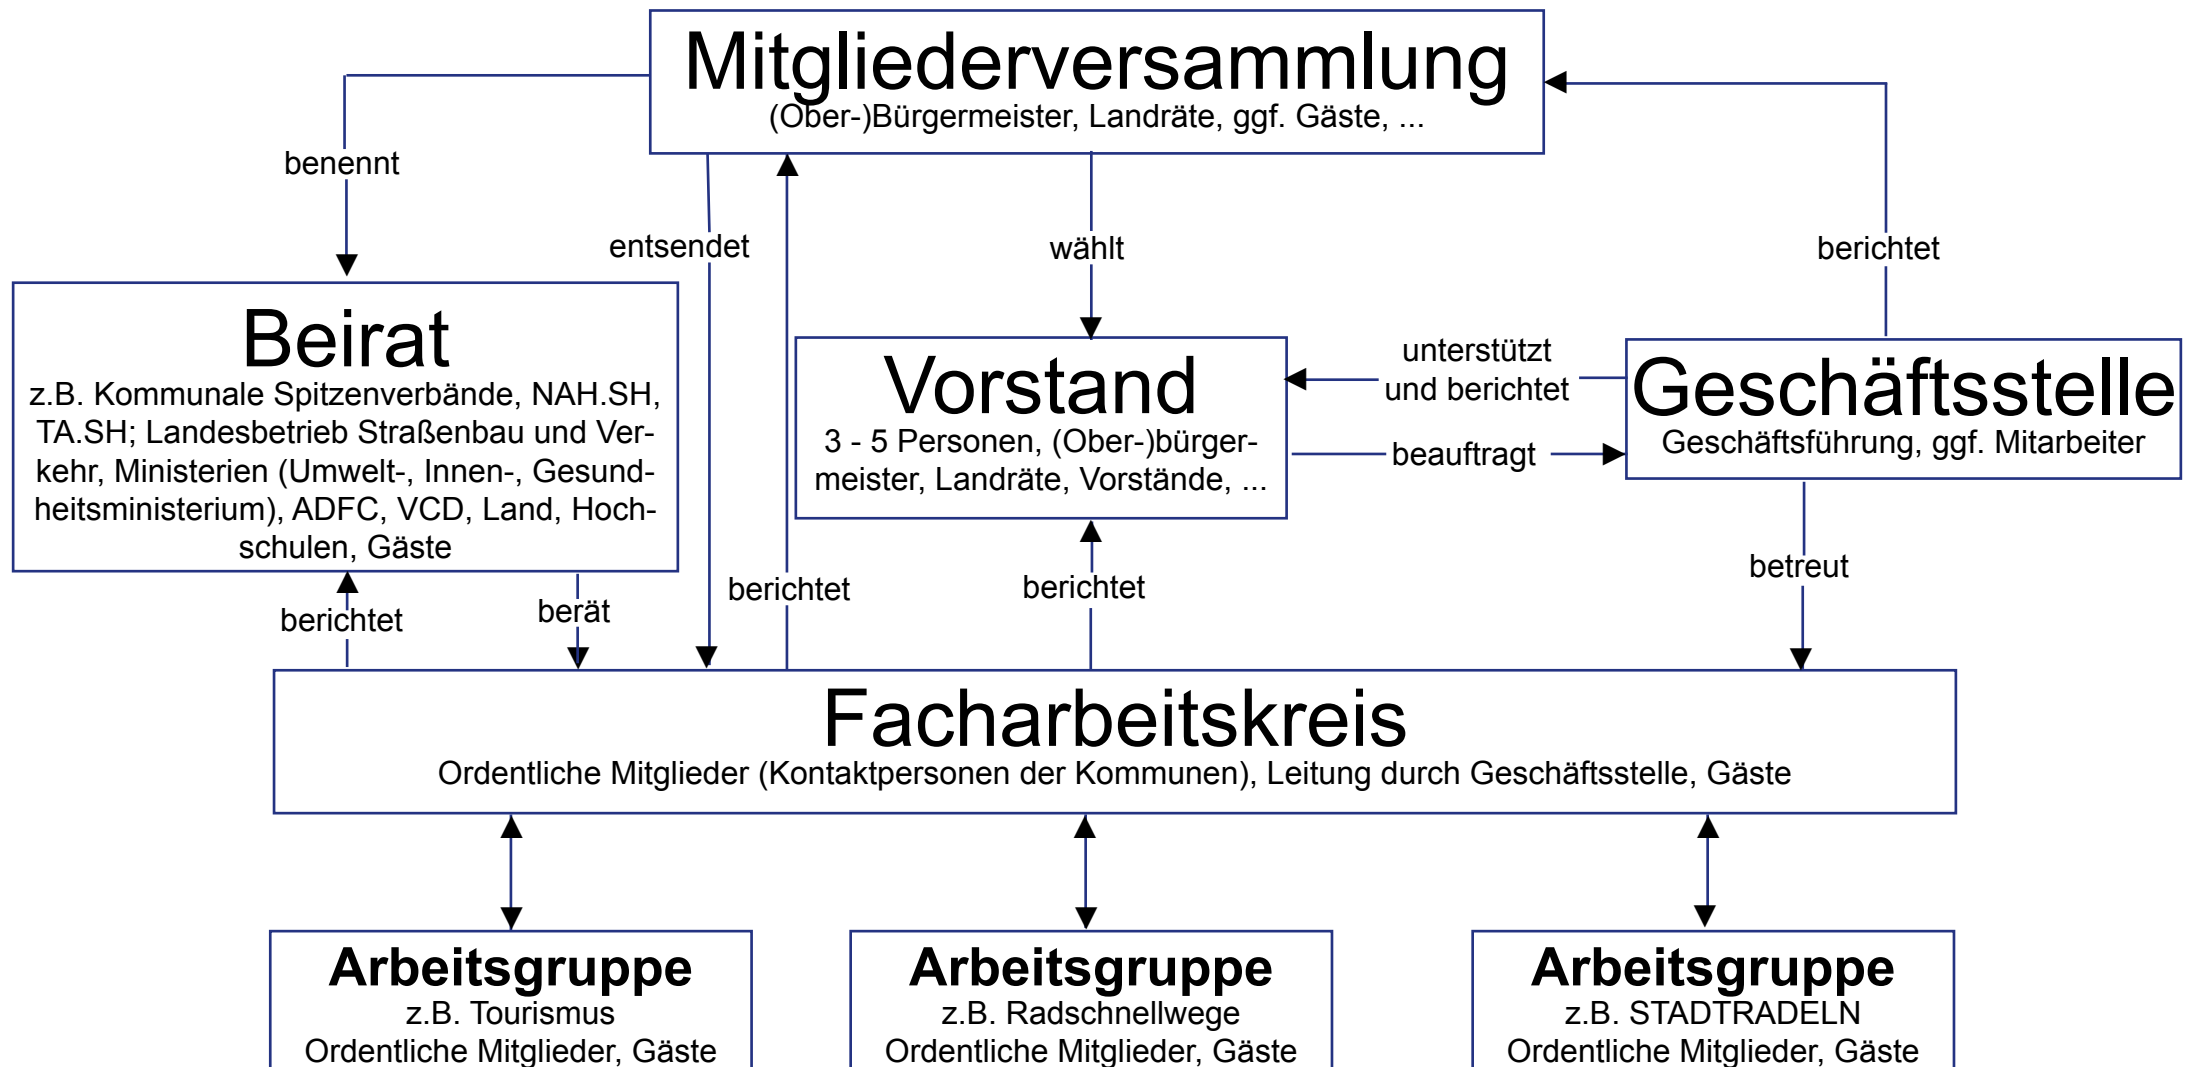 Mitgliederversammlung
(Ober-)Bürgermeister, Landräte, ggf. Gäste, ...
benennt
entsendet
wählt
berichtet
Beirat
z.B. Kommunale Spitzenverbände, NAH.SH,
TA.SH; Landesbetrieb Straßenbau und Ver-
kehr, Ministerien (Umwelt-, Innen-, Gesund-
heitsministerium), ADFC, VCD, Land, Hoch-
schulen, Gäste
Vorstand
3 - 5 Personen, (Ober-)bürger-
meister, Landräte, Vorstände, ...
unterstützt
und berichtet
beauftragt
Geschäftsstelle
Geschäftsführung, ggf. Mitarbeiter
berichtet
berät
berichtet
berichtet
betreut
Facharbeitskreis
Ordentliche Mitglieder (Kontaktpersonen der Kommunen), Leitung durch Geschäftsstelle, Gäste
Arbeitsgruppe
z.B. Tourismus
Ordentliche Mitglieder, Gäste
Arbeitsgruppe
z.B. Radschnellwege
Ordentliche Mitglieder, Gäste
Arbeitsgruppe
z.B. STADTRADELN
Ordentliche Mitglieder, Gäste